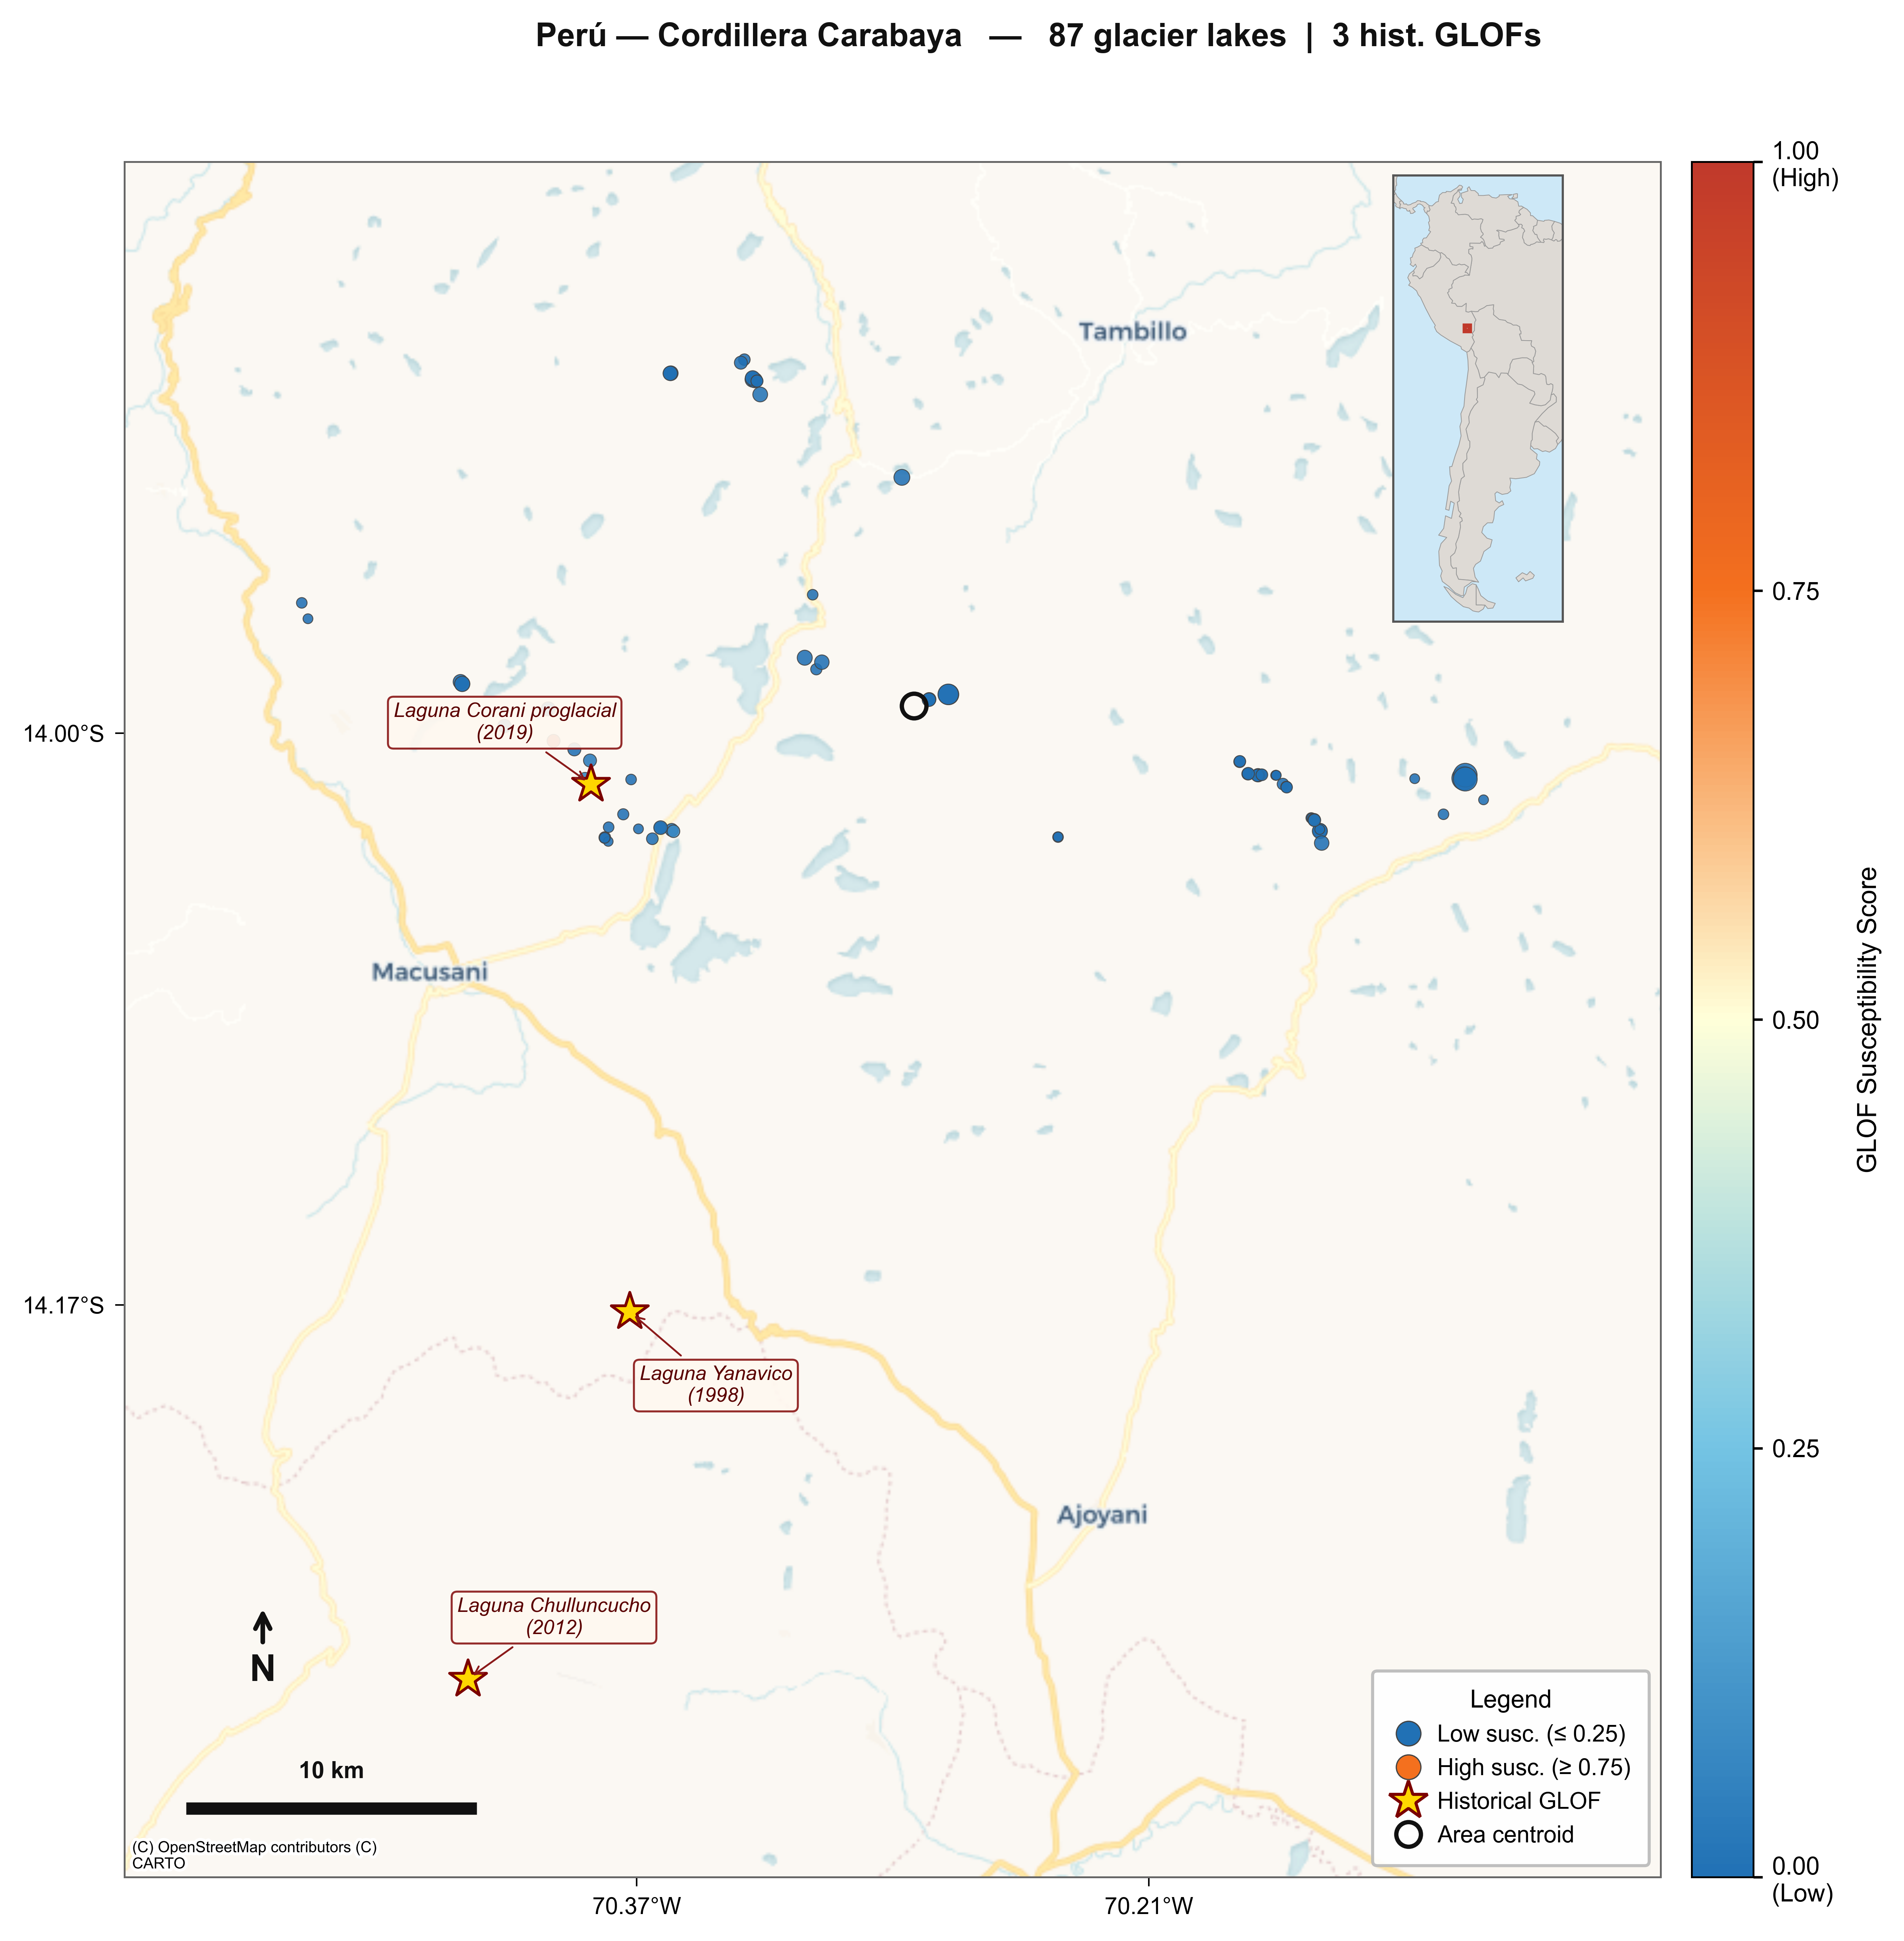 Perú — Cordillera Carabaya — 87 glacier lakes | 3 hist. GLOFs
1.00
(High)
Tambillo
0.75
Laguna Corani proglacial
(2019)
14.00°S
Macusani
0.50
GLOF Susceptibility Score
14.17°S
Laguna Yanavico
(1998)
0.25
Ajoyani
Laguna Chulluncucho
(2012)
N
10 km
Legend
Low susc. (≤ 0.25)
High susc. (≥ 0.75)
Historical GLOF
Area centroid
(C) OpenStreetMap contributors (C)
CARTO
0.00
(Low)
70.37°W
70.21°W